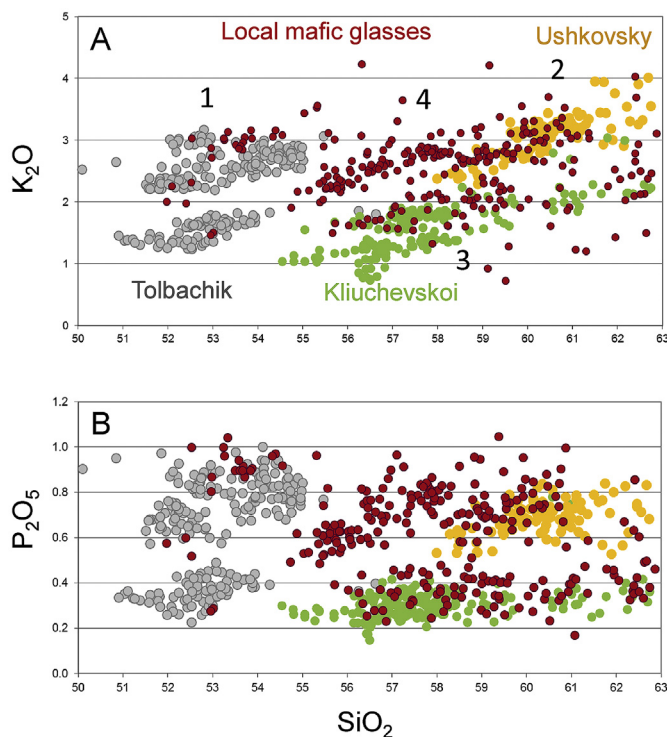 A
Local mafic glasses
Ushkovsky
1
4
2
3
Tolbachik
Kliuchevskoi
K₂O
5
4
3
2
1
0
50 51 52 53 54 55 56 57 58 59 60 61 62 63
B
P₂O₅
1.2
1.0
0.8
0.6
0.4
0.2
0.0
50 51 52 53 54 55 56 57 58 59 60 61 62 63
SiO₂